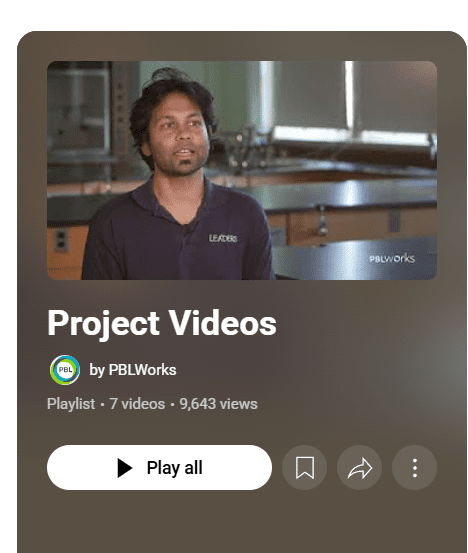 LEADERS
PBLWorks
Project Videos
PBL
by PBLWorks
Playlist • 7 videos • 9,643 views
Play all